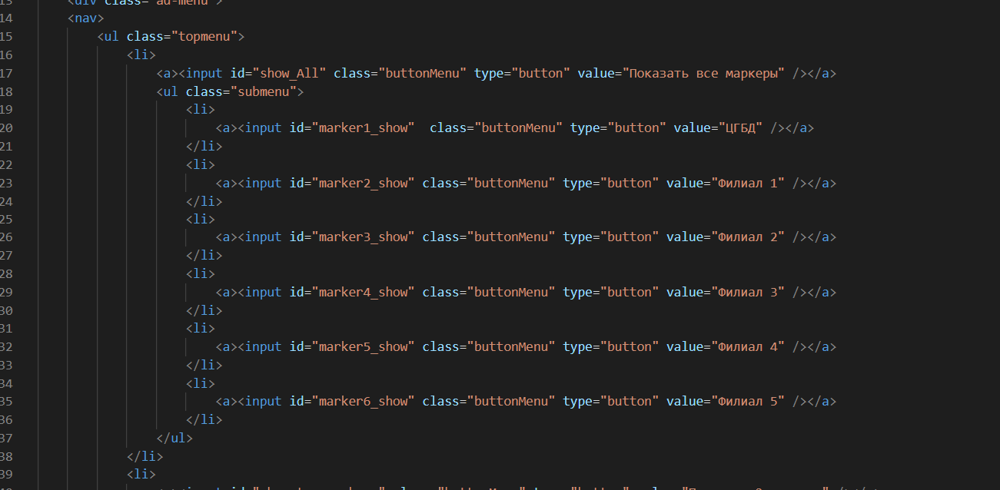 13 <div class="ad-menu">
14 <nav>
15 <ul class="topmenu">
16 <li>
17 <a><input id="show_All" class="buttonMenu" type="button" value="Показать все маркеры" /></a>
18 <ul class="submenu">
19 <li>
20 <a><input id="marker1_show"  class="buttonMenu" type="button" value="ЦГБД" /></a>
21 </li>
22 <li>
23 <a><input id="marker2_show" class="buttonMenu" type="button" value="Филиал 1" /></a>
24 </li>
25 <li>
26 <a><input id="marker3_show" class="buttonMenu" type="button" value="Филиал 2" /></a>
27 </li>
28 <li>
29 <a><input id="marker4_show" class="buttonMenu" type="button" value="Филиал 3" /></a>
30 </li>
31 <li>
32 <a><input id="marker5_show" class="buttonMenu" type="button" value="Филиал 4" /></a>
33 </li>
34 <li>
35 <a><input id="marker6_show" class="buttonMenu" type="button" value="Филиал 5" /></a>
36 </li>
37 </ul>
38 </li>
39 <li>